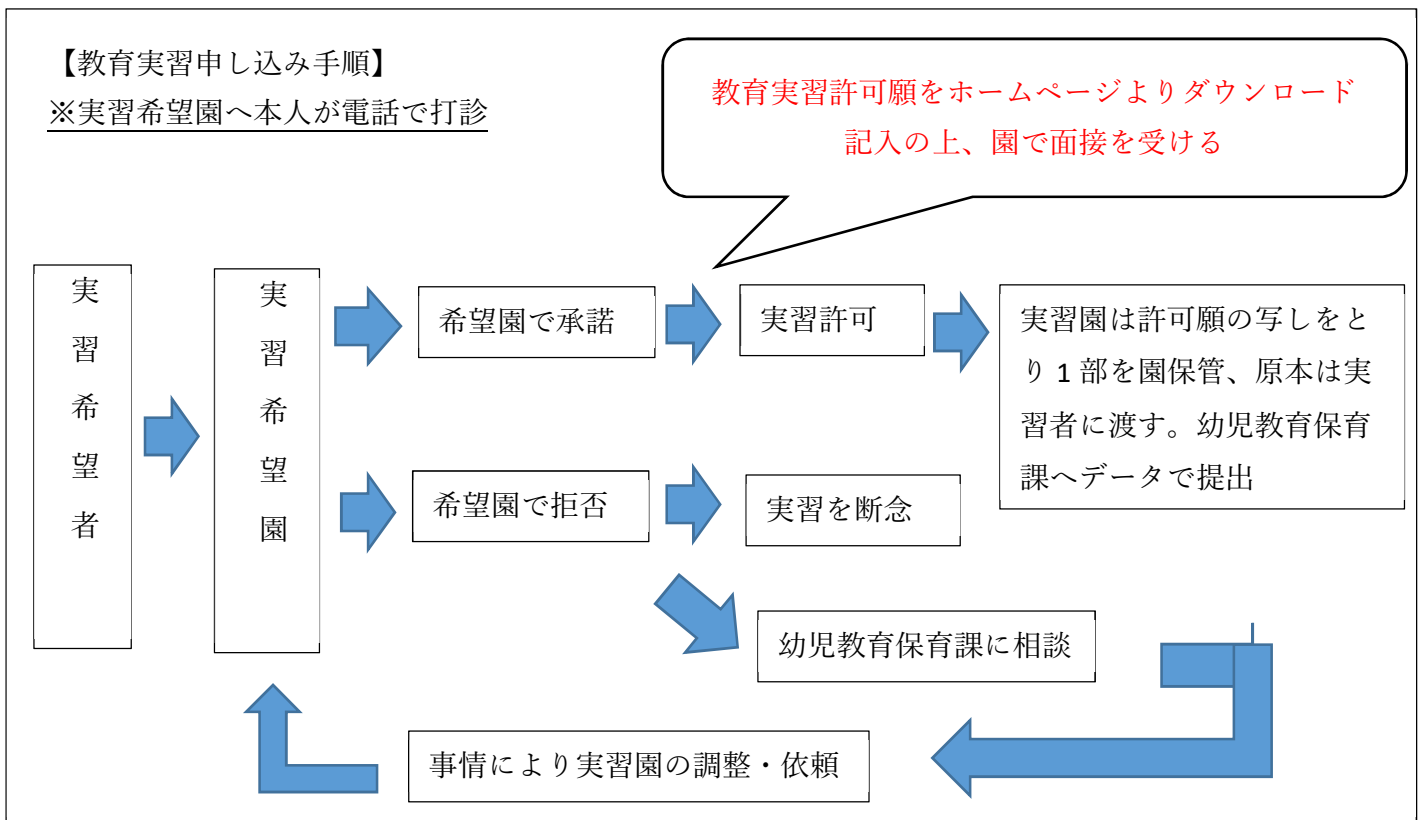 【教育実習申し込み手順】
※実習希望園へ本人が電話で打診
教育実習許可願をホームページよりダウンロード
記入の上、園で面接を受ける
実習希望者
実習希望園
希望園で承諾
実習許可
実習園は許可願の写しをと
り 1 部を園保管、原本は実
習者に渡す。幼児教育保育
課へデータで提出
希望園で拒否
実習を断念
幼児教育保育課に相談
事情により実習園の調整・依頼